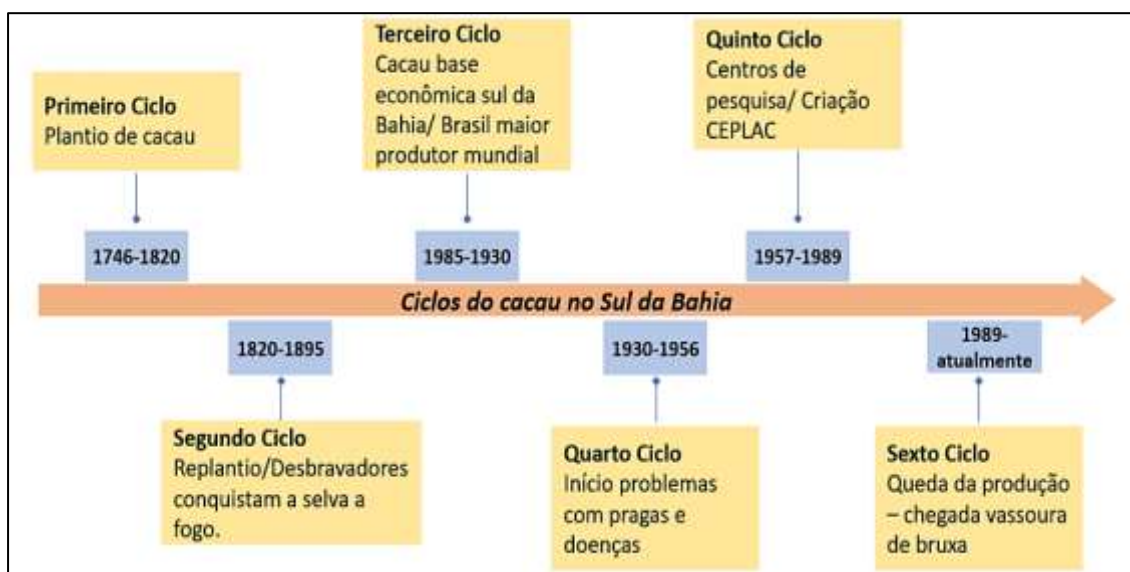 Primeiro Ciclo
Plantio de cacau
Terceiro Ciclo
Cacau base
econômica sul da
Bahia/ Brasil maior
produtor mundial
Quinto Ciclo
Centros de
pesquisa/ Criação
CEPLAC
1746-1820
1985-1930
1957-1989
Ciclos do cacau no Sul da Bahia
1820-1895
1930-1956
1989-
atualmente
Segundo Ciclo
Replantio/Desbravadores
conquistam a selva a
fogo.
Quarto Ciclo
Início problemas
com pragas e
doenças
Sexto Ciclo
Queda da produção
– chegada vassoura
de bruxa